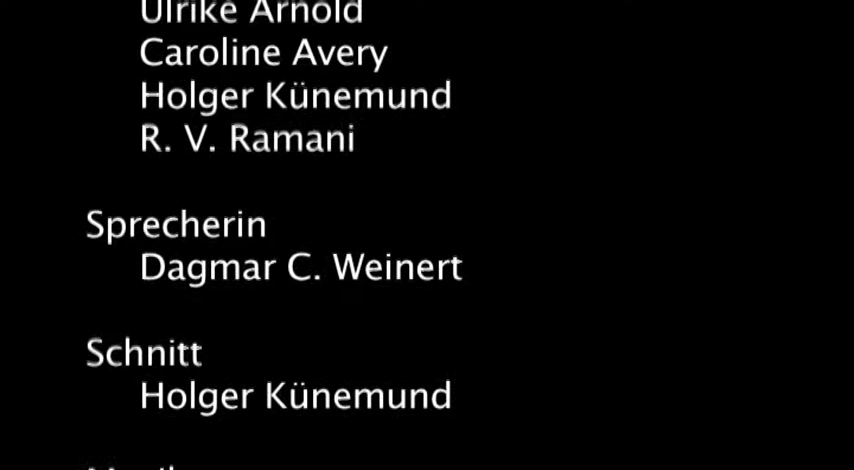 Ulrike Arnold
Caroline Avery
Holger Künemund
R. V. Ramani
Sprecherin
Dagmar C. Weinert
Schnitt
Holger Künemund